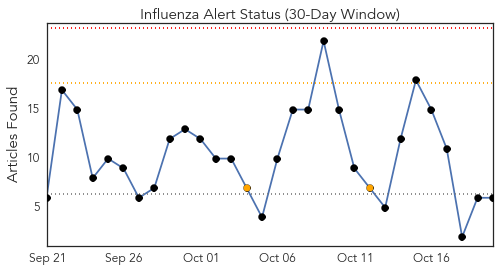 Influenza Alert Status (30-Day Window)
Articles Found
20
15
10
5
Sep 21 Sep 26 Oct 01 Oct 06 Oct 11 Oct 16